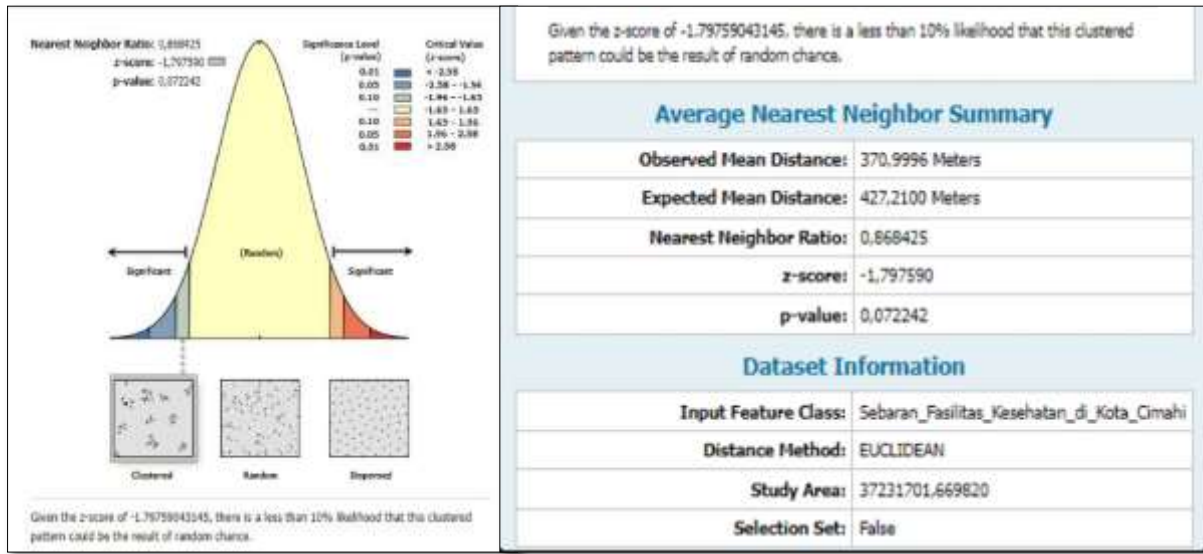 Nearest Neighbor Ratio: 0,868425
z-score: -1,797590
p-value: 0,072242
Significance Level
(p-value)
Critical Value
(z-score)
0.01
0.05
0.10
---
0.10
0.05
0.01
< -2.58
-2.58 - -1.96
-1.96 - -1.65
-1.65 - 1.65
1.65 - 1.96
1.96 - 2.58
> 2.58
(Random)
Significant
Significant
Clustered
Random
Dispersed
Given the z-score of -1.79759043145, there is a less than 10% likelihood that this clustered
pattern could be the result of random chance.
Given the z-score of -1.79759043145, there is a less than 10% likelihood that this clustered
pattern could be the result of random chance.
Average Nearest Neighbor Summary
Observed Mean Distance: 370,9996 Meters
Expected Mean Distance: 427,2100 Meters
Nearest Neighbor Ratio: 0,868425
z-score: -1,797590
p-value: 0,072242
Dataset Information
Input Feature Class: Sebaran_Fasilitas_Kesehatan_di_Kota_Cimahi
Distance Method: EUCLIDEAN
Study Area: 37231701,669820
Selection Set: False